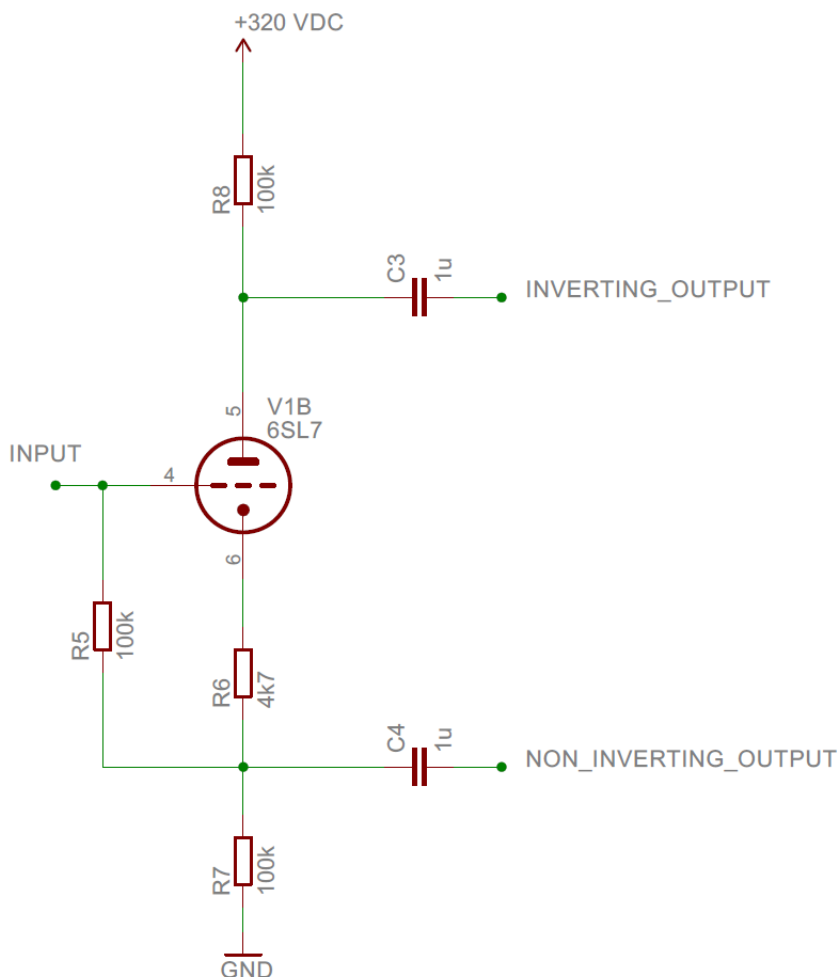 +320 VDC
R8
100k
C3
1u
INVERTING_OUTPUT
5
V1B
6SL7
INPUT
4
6
R5
100k
R6
4k7
C4
1u
NON_INVERTING_OUTPUT
R7
100k
GND